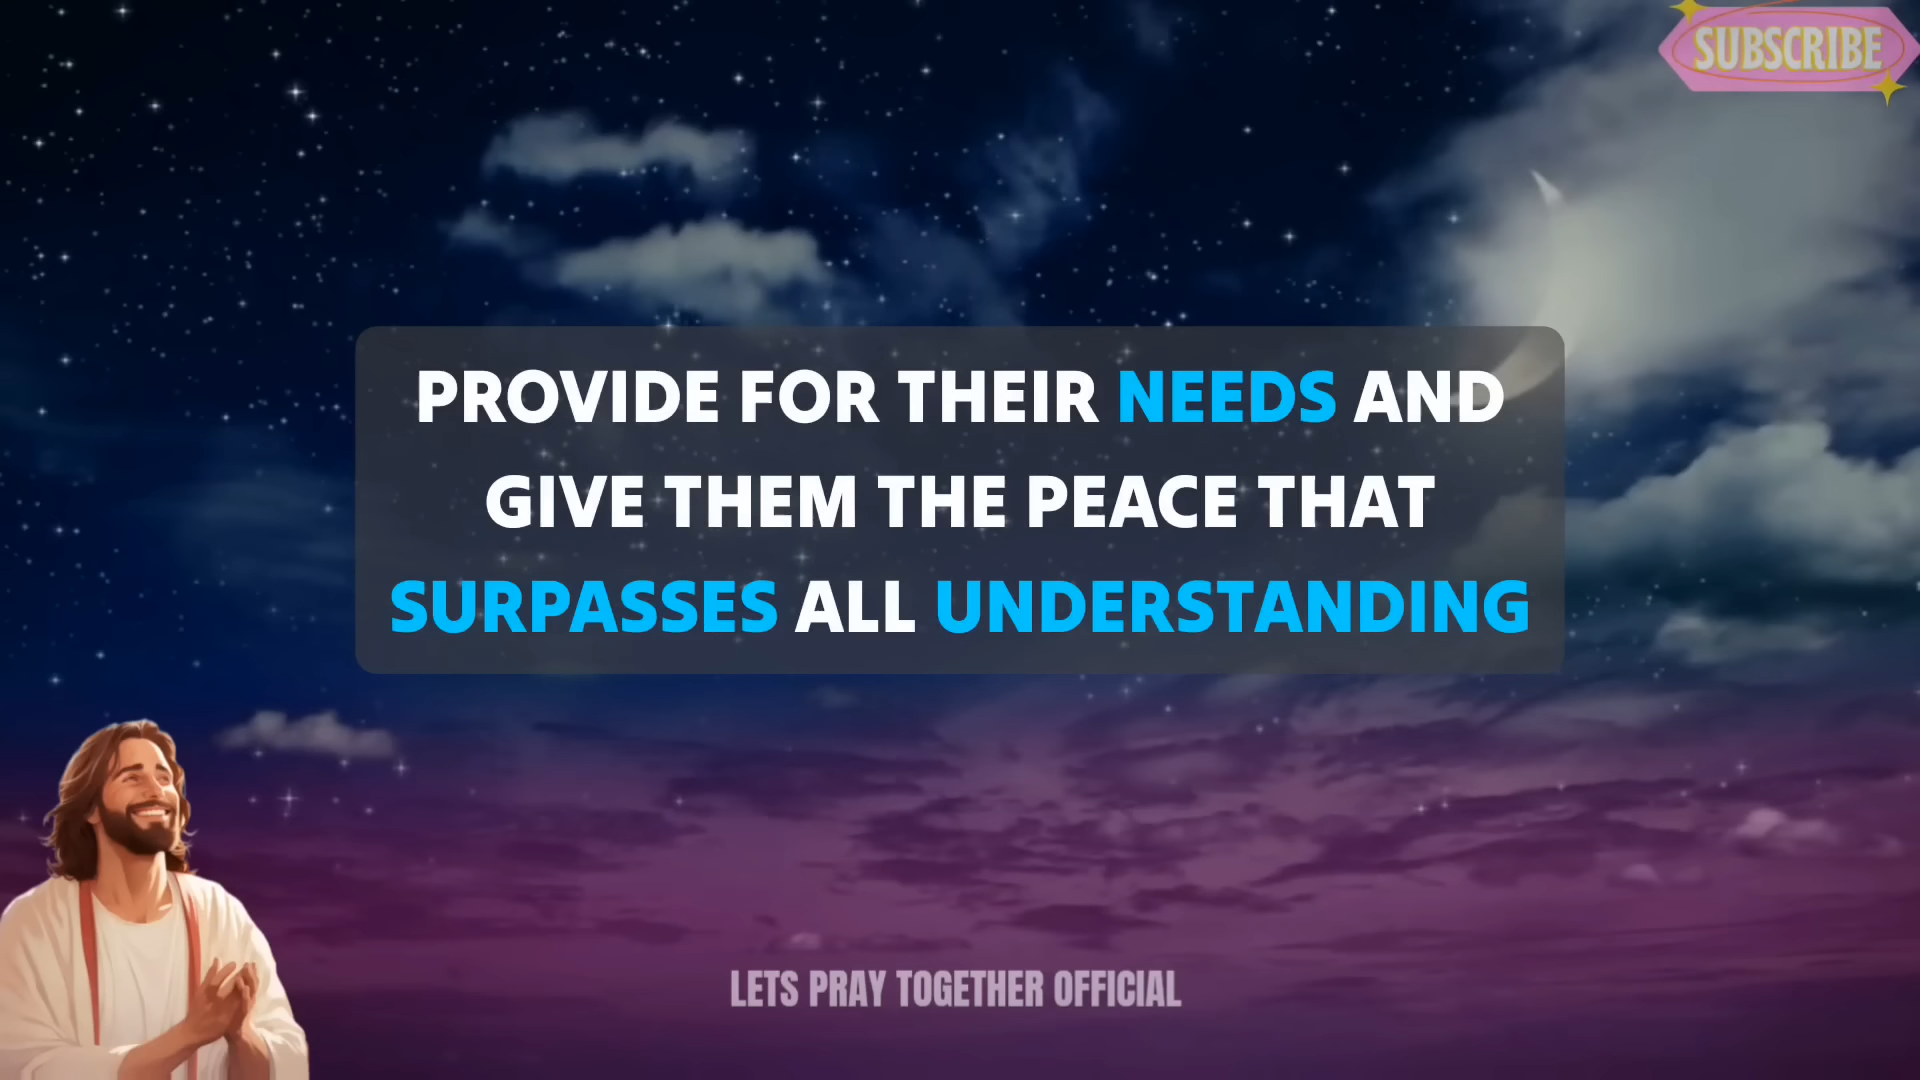 SUBSCRIBE
PROVIDE FOR THEIR NEEDS AND
GIVE THEM THE PEACE THAT
SURPASSES ALL UNDERSTANDING
LETS PRAY TOGETHER OFFICIAL